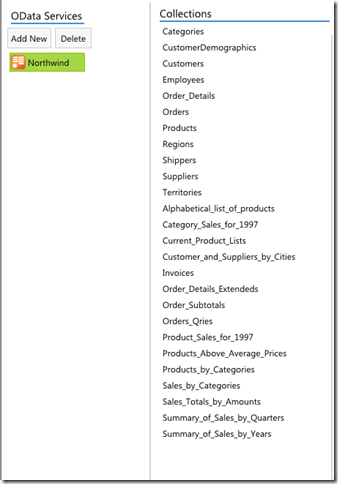 OData Services
Add New
Delete
Northwind
Collections
Categories
CustomerDemographics
Customers
Employees
Order_Details
Orders
Products
Regions
Shippers
Suppliers
Territories
Alphabetical_list_of_products
Category_Sales_for_1997
Current_Product_Lists
Customer_and_Suppliers_by_Cities
Invoices
Order_Details_Extendeds
Order_Subtotals
Orders_Qries
Product_Sales_for_1997
Products_Above_Average_Prices
Products_by_Categories
Sales_by_Categories
Sales_Totals_by_Amounts
Summary_of_Sales_by_Quarters
Summary_of_Sales_by_Years